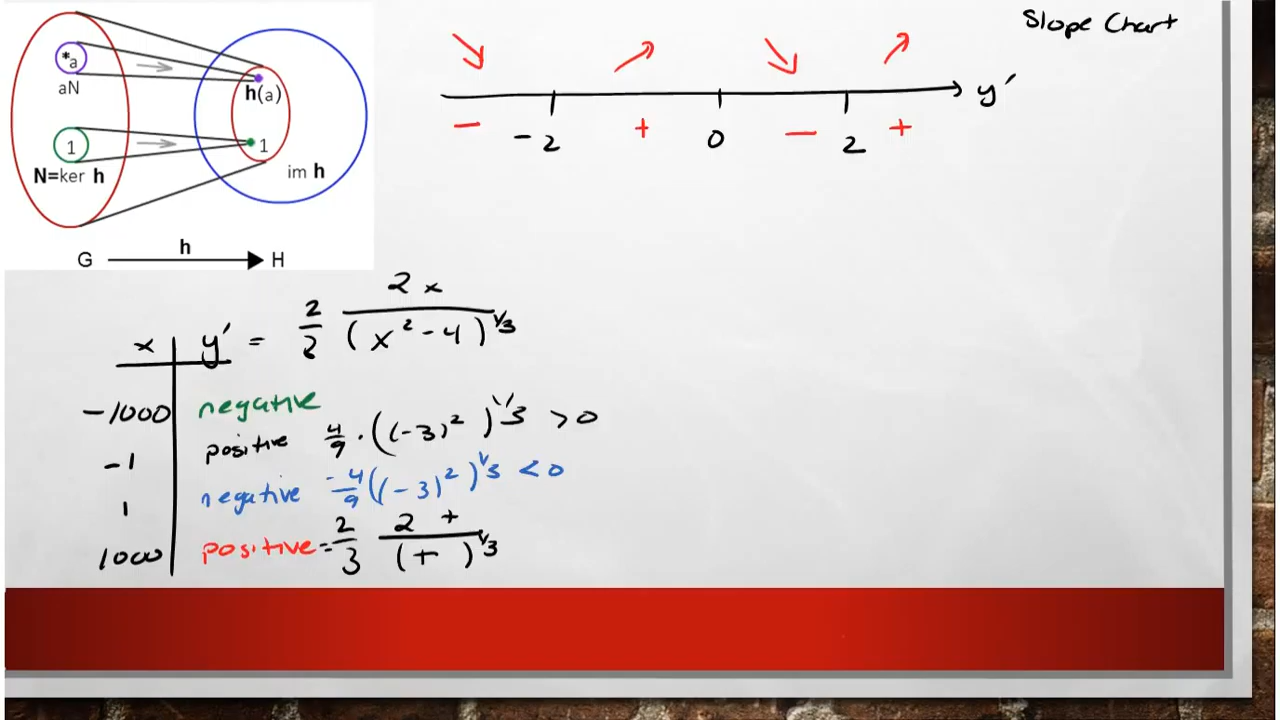 Slope Chart
*a
aN
h(a)
1
1
N=ker h
im h
h
G
H
y′
− −2 + 0 − 2 +
x y′ = 2/3 2x/(x² − 4)^1/3
−1000 negative
−1 positive 4/9 · ((−3)²)^1/3 > 0
1 negative −4/9 ((−3)²)^1/3 < 0
1000 positive = 2/3 2 +/(+ )^1/3